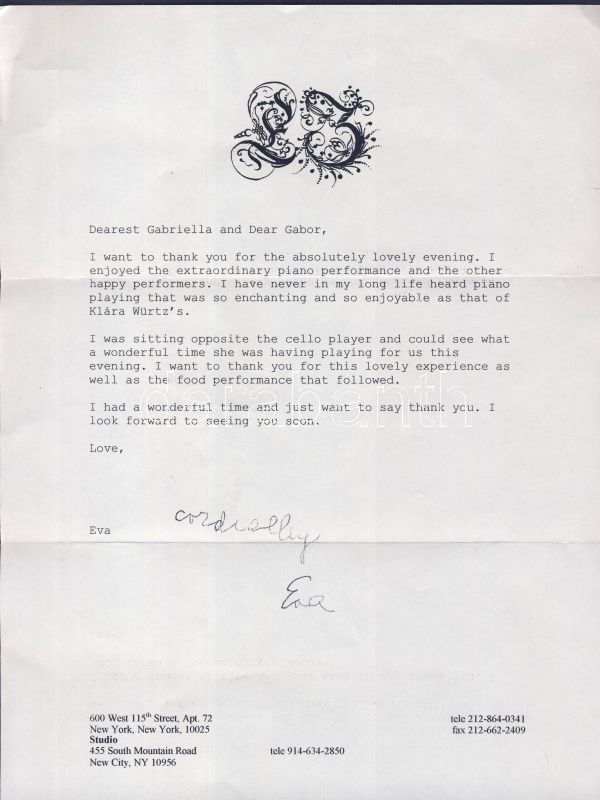 EZ
Dearest Gabriella and Dear Gabor,
I want to thank you for the absolutely lovely evening. I
enjoyed the extraordinary piano performance and the other
happy performers. I have never in my long life heard piano
playing that was so enchanting and so enjoyable as that of
Klára Würtz's.
I was sitting opposite the cello player and could see what
a wonderful time she was having playing for us this
evening. I want to thank you for this lovely experience as
well as the food performance that followed.
darabanth
I had a wonderful time and just want to say thank you. I
look forward to seeing you soon.
Love,
Eva cordially
Eva
600 West 115th Street, Apt. 72 tele 212-864-0341
New York, New York, 10025 fax 212-662-2409
Studio
455 South Mountain Road tele 914-634-2850
New City, NY 10956